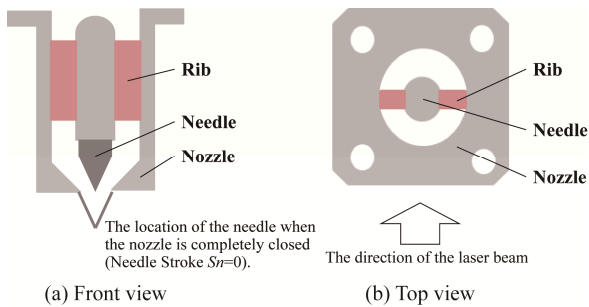 Rib
Needle
Nozzle
The location of the needle when
the nozzle is completely closed
(Needle Stroke Sn=0).
(a) Front view
Rib
Needle
Nozzle
The direction of the laser beam
(b) Top view